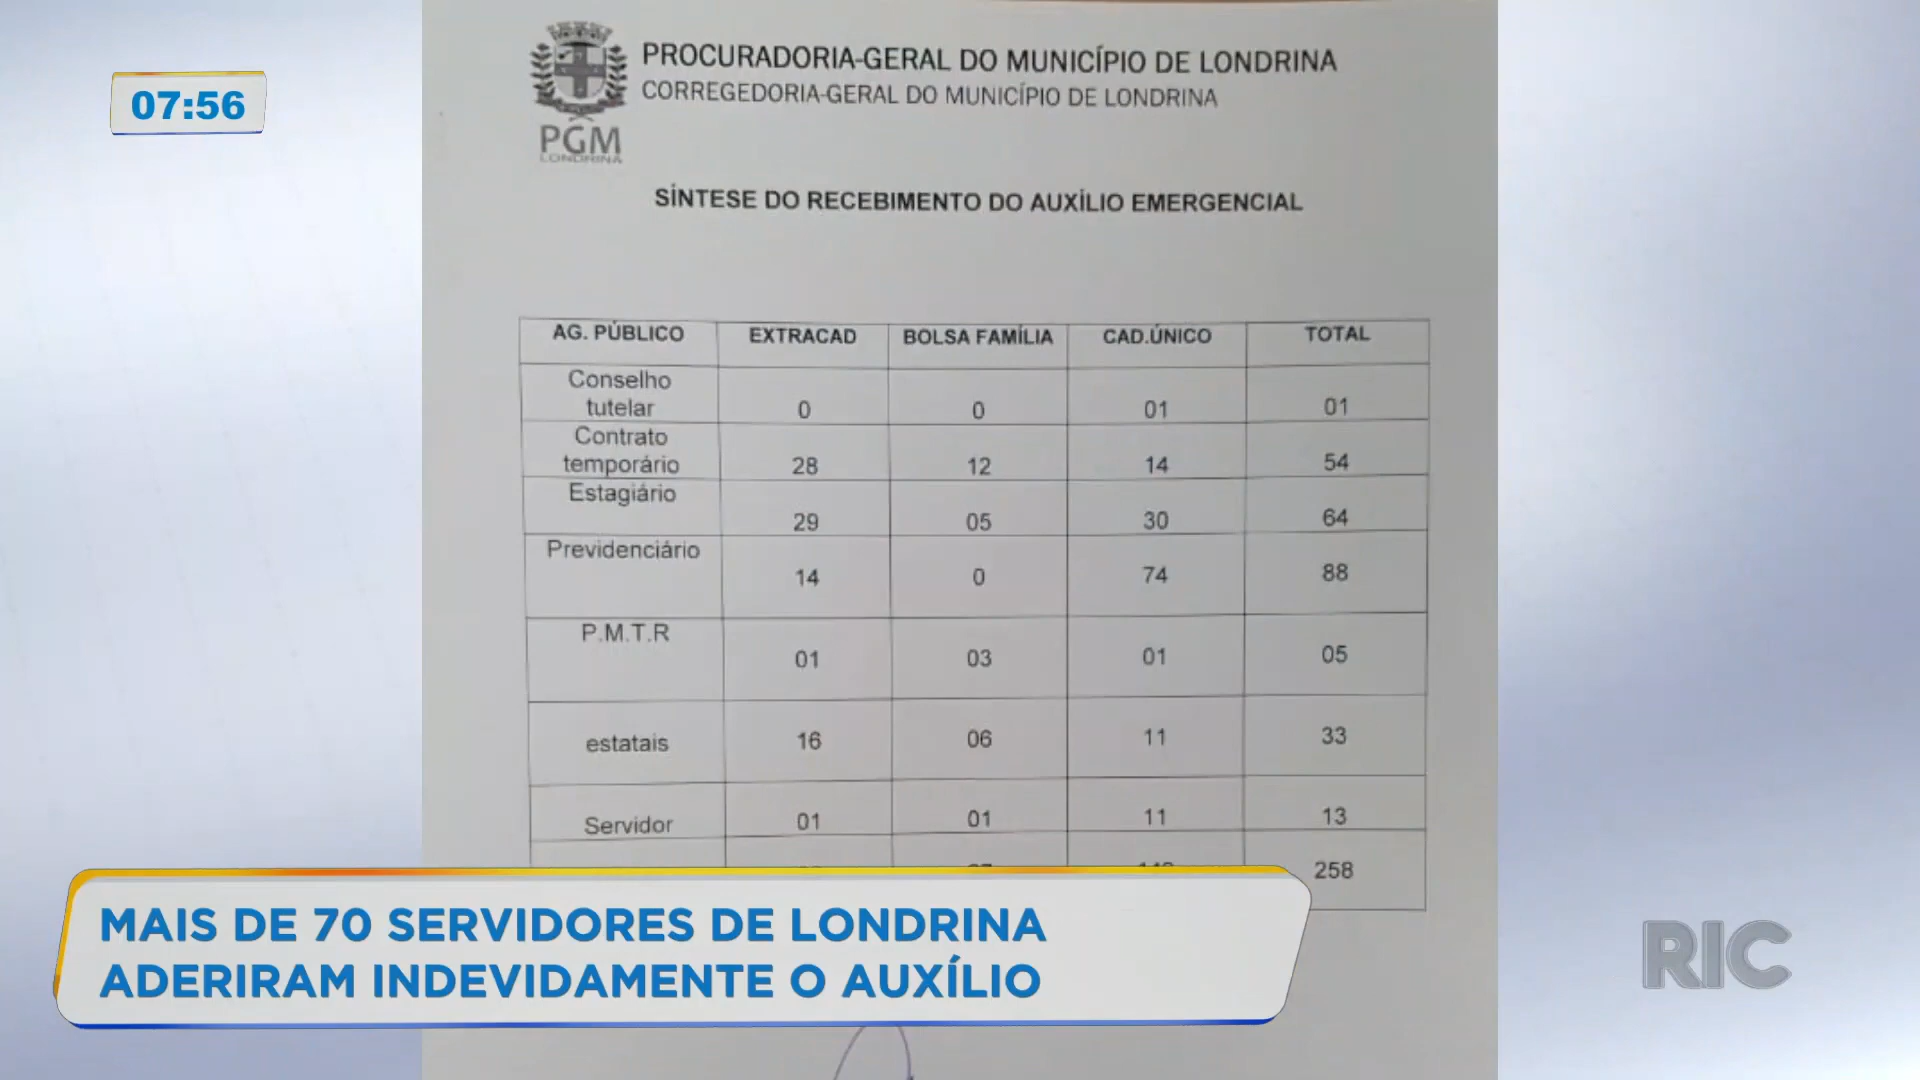 07:56
PROCURADORIA-GERAL DO MUNICÍPIO DE LONDRINA
CORREGEDORIA-GERAL DO MUNICÍPIO DE LONDRINA
PGM
LONDRINA
SÍNTESE DO RECEBIMENTO DO AUXÍLIO EMERGENCIAL
AG. PÚBLICO EXTRACAD BOLSA FAMÍLIA CAD.ÚNICO TOTAL
Conselho
tutelar 0 0 01 01
Contrato
temporário 28 12 14 54
Estagiário
29 05 30 64
Previdenciário
14 0 74 88
P.M.T.R
01 03 01 05
estatais 16 06 11 33
Servidor 01 01 11 13
258
MAIS DE 70 SERVIDORES DE LONDRINA
ADERIRAM INDEVIDAMENTE O AUXÍLIO
RIC